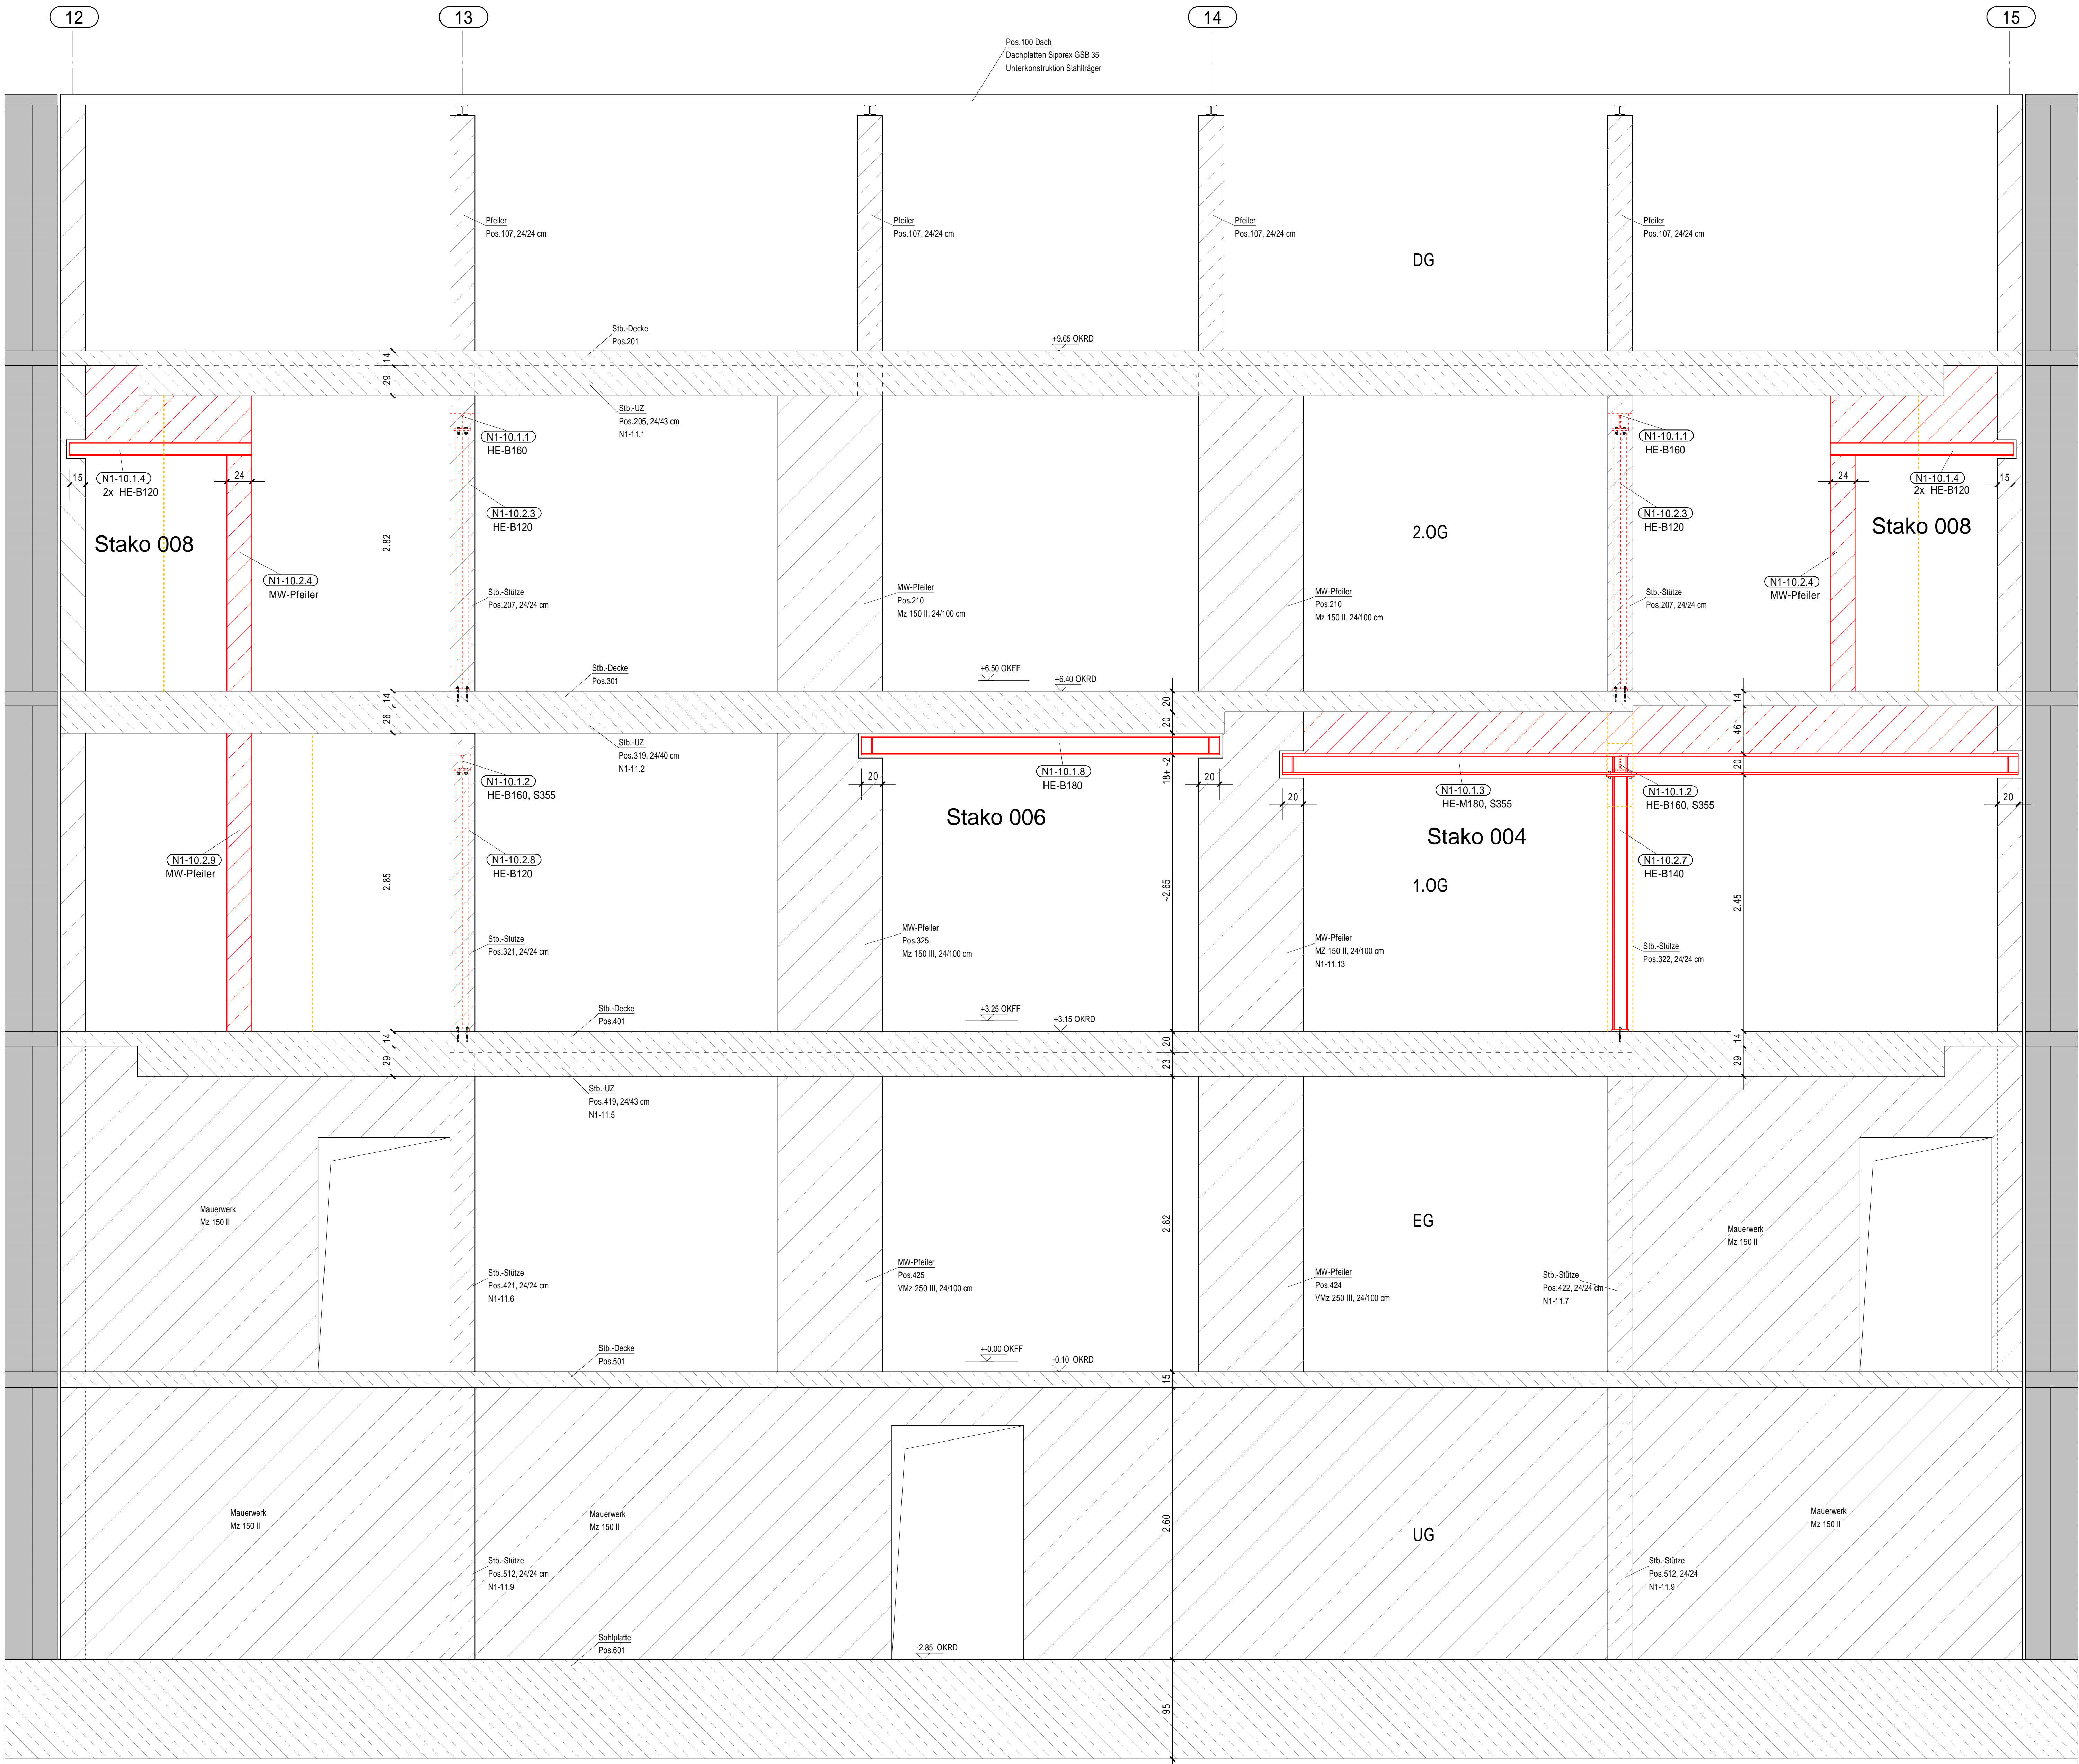 12
13
14
15
Pos.100 Dach
Dachplatten Siporex GSB 35
Unterkonstruktion Stahlträger
Pfeiler
Pos.107, 24/24 cm
Pfeiler
Pos.107, 24/24 cm
Pfeiler
Pos.107, 24/24 cm
Pfeiler
Pos.107, 24/24 cm
DG
Stb.-Decke
Pos.201
+9.65 OKRD
14
29
Stb.-UZ
Pos.205, 24/43 cm
N1-11.1
N1-10.1.1
HE-B160
N1-10.1.1
HE-B160
15
N1-10.1.4
2x HE-B120
24
24
N1-10.1.4
2x HE-B120
15
N1-10.2.3
HE-B120
N1-10.2.3
HE-B120
Stako 008
2.82
2.OG
Stako 008
N1-10.2.4
MW-Pfeiler
Stb.-Stütze
Pos.207, 24/24 cm
MW-Pfeiler
Pos.210
Mz 150 II, 24/100 cm
MW-Pfeiler
Pos.210
Mz 150 II, 24/100 cm
Stb.-Stütze
Pos.207, 24/24 cm
N1-10.2.4
MW-Pfeiler
Stb.-Decke
Pos.301
+6.50 OKFF
+6.40 OKRD
14
26
20
20
14
46
Stb.-UZ
Pos.319, 24/40 cm
N1-11.2
N1-10.1.2
HE-B160, S355
20
18+ ~2
N1-10.1.8
HE-B180
20
20
N1-10.1.3
HE-M180, S355
N1-10.1.2
HE-B160, S355
20
20
Stako 006
Stako 004
N1-10.2.9
MW-Pfeiler
2.85
N1-10.2.8
HE-B120
~2.65
1.OG
N1-10.2.7
HE-B140
2.45
Stb.-Stütze
Pos.321, 24/24 cm
MW-Pfeiler
Pos.325
Mz 150 III, 24/100 cm
MW-Pfeiler
MZ 150 II, 24/100 cm
N1-11.13
Stb.-Stütze
Pos.322, 24/24 cm
Stb.-Decke
Pos.401
+3.25 OKFF
+3.15 OKRD
14
29
20
23
14
29
Stb.-UZ
Pos.419, 24/43 cm
N1-11.5
Mauerwerk
Mz 150 II
2.82
EG
Mauerwerk
Mz 150 II
Stb.-Stütze
Pos.421, 24/24 cm
N1-11.6
MW-Pfeiler
Pos.425
VMz 250 III, 24/100 cm
MW-Pfeiler
Pos.424
VMz 250 III, 24/100 cm
Stb.-Stütze
Pos.422, 24/24 cm
N1-11.7
Stb.-Decke
Pos.501
+-0.00 OKFF
-0.10 OKRD
15
Mauerwerk
Mz 150 II
Mauerwerk
Mz 150 II
2.60
UG
Mauerwerk
Mz 150 II
Stb.-Stütze
Pos.512, 24/24 cm
N1-11.9
Stb.-Stütze
Pos.512, 24/24
N1-11.9
Sohlplatte
Pos.601
-2.85 OKRD
95